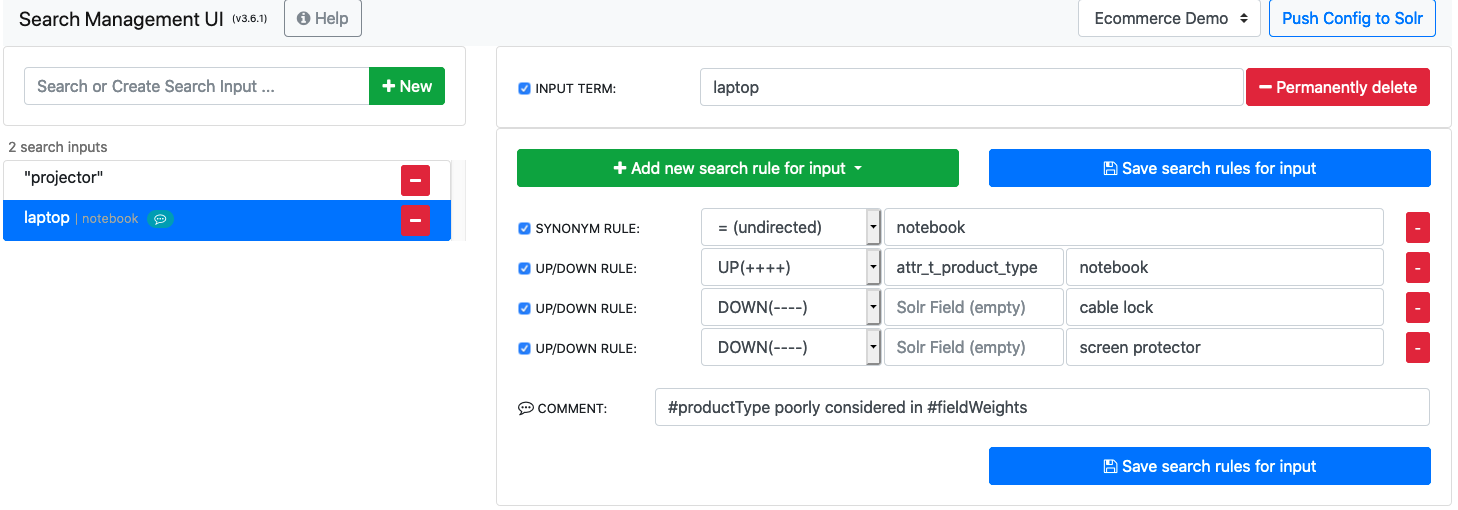 Search Management UI (v3.6.1) Help Ecommerce Demo Push Config to Solr
Search or Create Search Input ... New
2 search inputs
"projector"
laptop | notebook
INPUT TERM: laptop Permanently delete
Add new search rule for input Save search rules for input
SYNONYM RULE: = (undirected) notebook -
UP/DOWN RULE: UP(++++) attr_t_product_type notebook -
UP/DOWN RULE: DOWN(----) Solr Field (empty) cable lock -
UP/DOWN RULE: DOWN(----) Solr Field (empty) screen protector -
COMMENT: #productType poorly considered in #fieldWeights
Save search rules for input